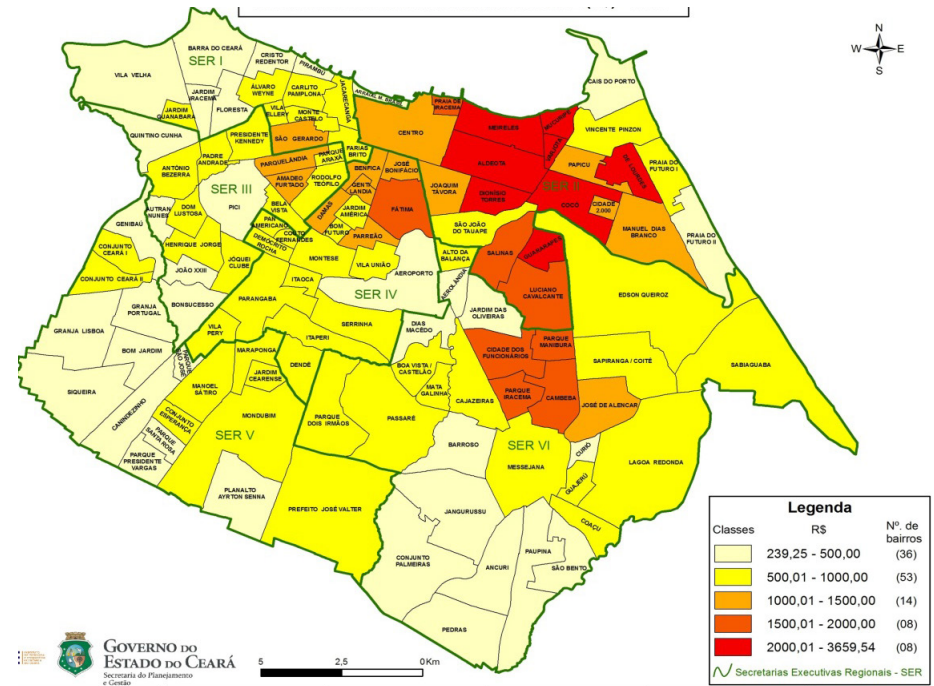 N
W E
S
CAIS DO PORTO
BARRA DO CEARÁ
SER I
VILA VELHA
CRISTO
REDENTOR
PIRAMBÚ
JARDIM
IRACEMA
FLORESTA
ÁLVARO
WEYNE
CARLITO
PAMPLONA
JACARECANGA
JARDIM
GUANABARA
VILA
ELLERY
MONTE
CASTELO
PRAIA DE
IRACEMA
CENTRO
MEIRELES
MUCURIPE
VARJOTA
VINCENTE PINZON
QUINTINO CUNHA
PRESIDENTE
KENNEDY
SÃO GERARDO
FARIAS
BRITO
ALDEOTA
PAPICU
DE LOURDES
PRAIA DO
FUTURO I
ANTÔNIO
BEZERRA
PADRE
ANDRADE
PARQUELÂNDIA
PARQUE
ARAXÁ
AMADEO
FURTADO
RODOLFO
TEÓFILO
BENFICA
JOSÉ
BONIFÁCIO
GENTI
LANDIA
JOAQUIM
TÁVORA
DIONÍSIO
TORRES
SER II
COCÓ
CIDADE
2.000
MANUEL DIAS
BRANCO
SER III
PICI
AUTRAN
NUNES
DOM
LUSTOSA
BELA
VISTA
DAMAS
JARDIM
AMÉRICA
FÁTIMA
PAN
AMERICANO
COUTO
FERNANDES
BOM
FUTURO
PARREÃO
SÃO JOÃO
DO TAUAPE
PRAIA DO
FUTURO II
GENIBAÚ
HENRIQUE JORGE
DEMÓCRITO
ROCHA
CONJUNTO
CEARÁ I
JÓQUEI
CLUBE
MONTESE
VILA UNIÃO
AEROPORTO
ALTO DA
BALANÇA
SALINAS
GUARARAPES
CONJUNTO CEARÁ II
JOÃO XXIII
ITAOCA
SER IV
AEROLÂNDIA
LUCIANO
CAVALCANTE
EDSON QUEIROZ
GRANJA
PORTUGAL
BONSUCESSO
PARANGABA
JARDIM DAS
OLIVEIRAS
GRANJA LISBOA
VILA
PERY
SERRINHA
DIAS
MACÊDO
ITAPERI
BOM JARDIM
PARQUE
SÃO JOSÉ
MARAPONGA
CIDADE DOS
FUNCIONÁRIOS
PARQUE
MANIBURA
SAPIRANGA / COITÉ
SABIAGUABA
SIQUEIRA
JARDIM
CEARENSE
DENDÊ
BOA VISTA /
CASTELÃO
MANOEL
SÁTIRO
MATA
GALINHA
CAJAZEIRAS
PARQUE
IRACEMA
CAMBEBA
JOSÉ DE ALENCAR
CANINDEZINHO
CONJUNTO
ESPERANÇA
MONDUBIM
PARQUE
DOIS IRMÃOS
PASSARÉ
PARQUE
SANTA ROSA
SER V
BARROSO
SER VI
MESSEJANA
CURIÓ
LAGOA REDONDA
PARQUE
PRESIDENTE
VARGAS
GUAJERÚ
PLANALTO
AYRTON SENNA
PREFEITO JOSÉ VALTER
JANGURUSSU
COAÇU
CONJUNTO
PALMEIRAS
ANCURI
PAUPINA
SÃO BENTO
PEDRAS
Legenda
Classes R$ Nº. de
bairros
239,25 - 500,00 (36)
500,01 - 1000,00 (53)
1000,01 - 1500,00 (14)
1500,01 - 2000,00 (08)
2000,01 - 3659,54 (08)
Secretarias Executivas Regionais - SER
GOVERNO DO
ESTADO DO CEARÁ
Secretaria do Planejamento
e Gestão
5 2,5 0Km